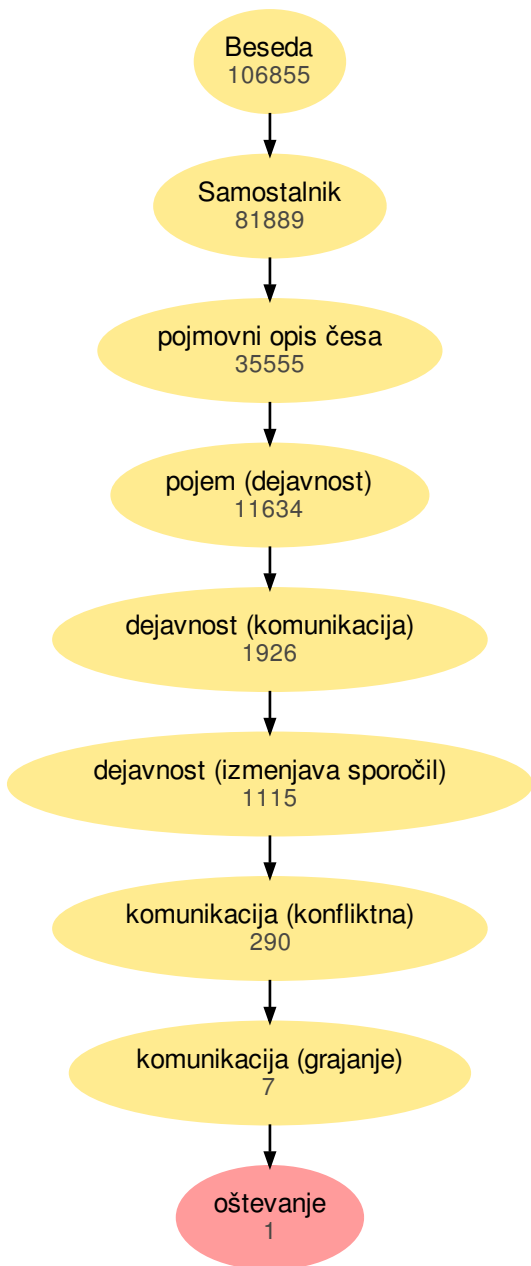 Beseda
106855
Samostalnik
81889
pojmovni opis česa
35555
pojem (dejavnost)
11634
dejavnost (komunikacija)
1926
dejavnost (izmenjava sporočil)
1115
komunikacija (konfliktna)
290
komunikacija (grajanje)
7
oštevanje
1